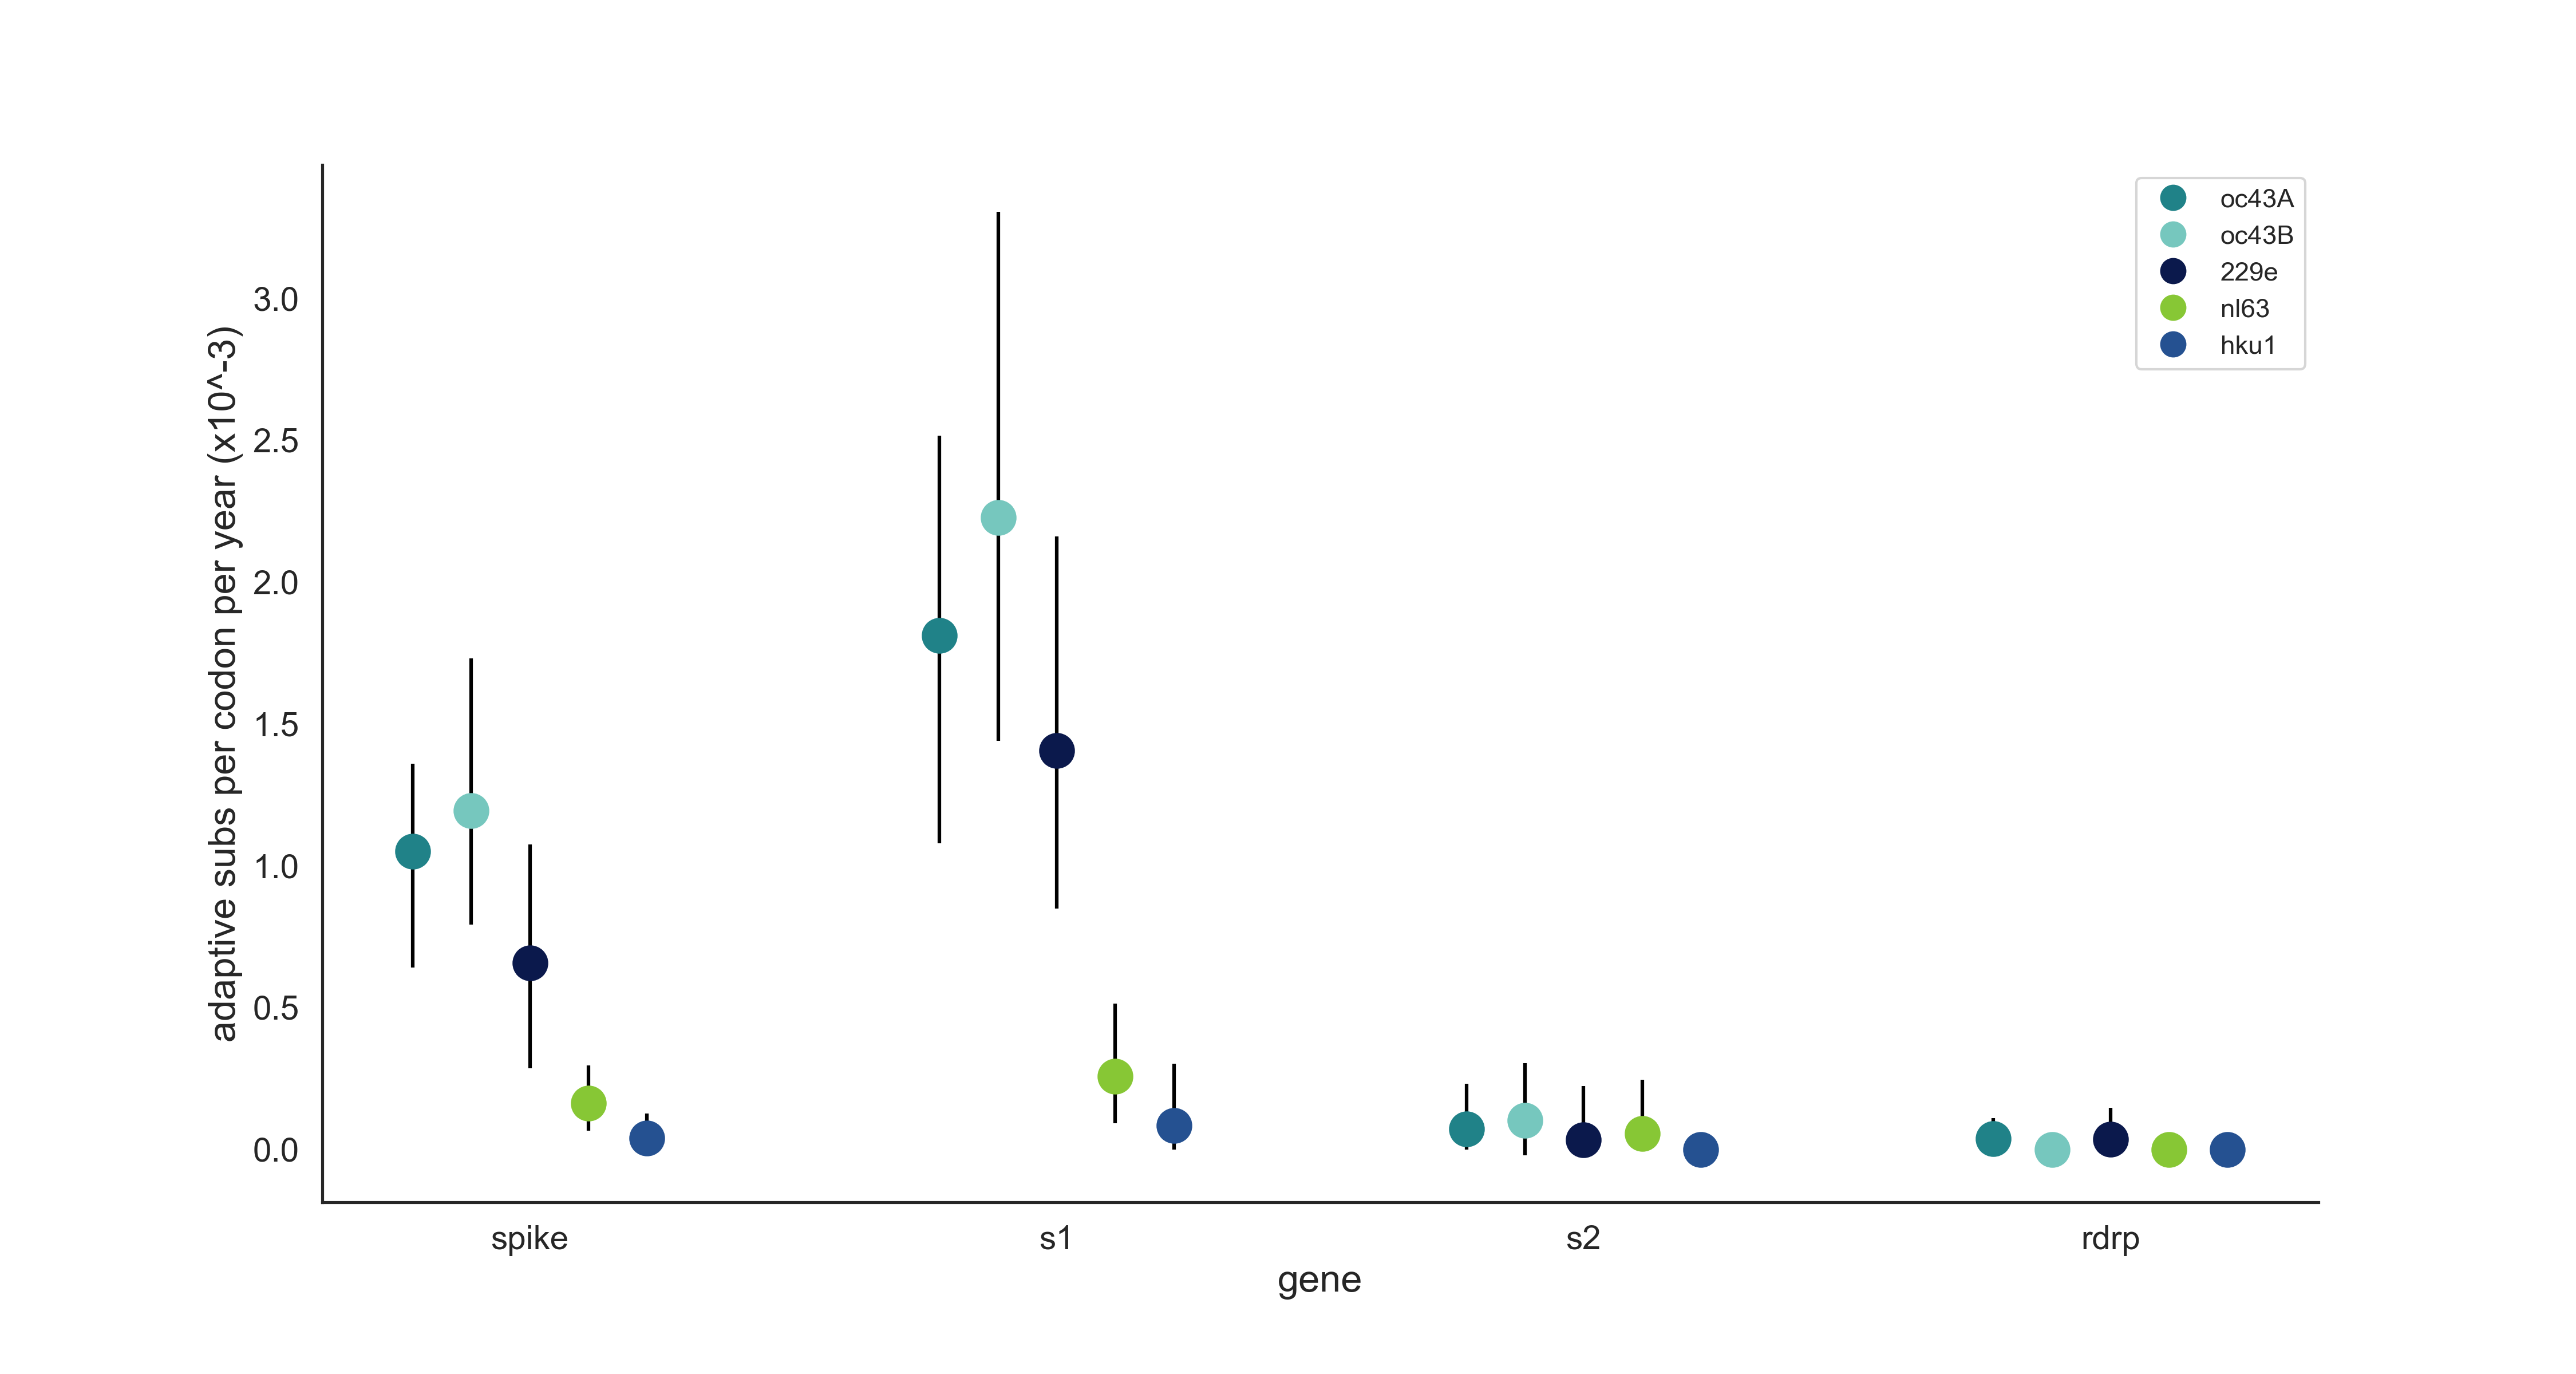 oc43A
oc43B
229e
nl63
hku1
adaptive subs per codon per year (x10^-3)
3.0
2.5
2.0
1.5
1.0
0.5
0.0
spike s1 s2 rdrp
gene